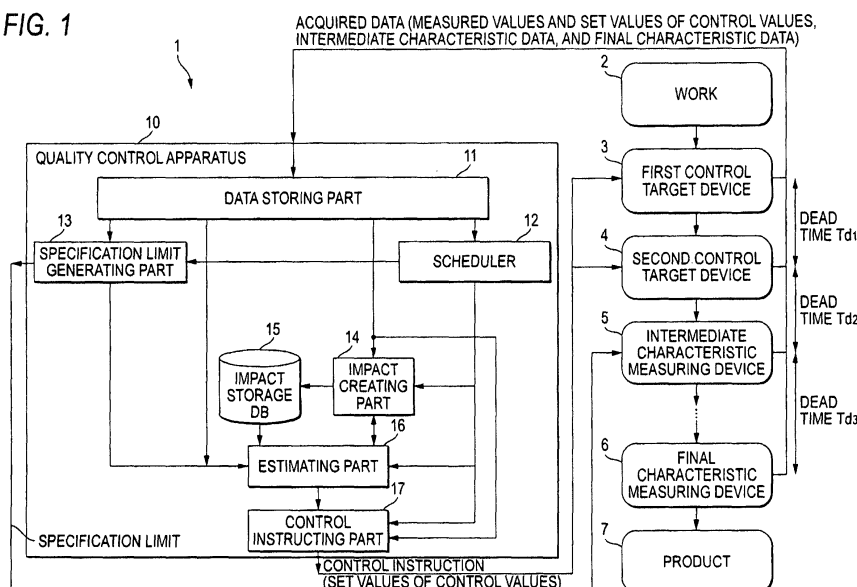 FIG. 1
ACQUIRED DATA (MEASURED VALUES AND SET VALUES OF CONTROL VALUES,
INTERMEDIATE CHARACTERISTIC DATA, AND FINAL CHARACTERISTIC DATA)
1
2
WORK
10
QUALITY CONTROL APPARATUS
3
FIRST CONTROL
TARGET DEVICE
11
DATA STORING PART
DEAD
TIME Td1
13
SPECIFICATION LIMIT
GENERATING PART
12
SCHEDULER
4
SECOND CONTROL
TARGET DEVICE
DEAD
TIME Td2
5
INTERMEDIATE
CHARACTERISTIC
MEASURING DEVICE
15
IMPACT
STORAGE
DB
14
IMPACT
CREATING
PART
DEAD
TIME Td3
16
ESTIMATING PART
6
FINAL
CHARACTERISTIC
MEASURING DEVICE
17
CONTROL
INSTRUCTING PART
SPECIFICATION LIMIT
7
PRODUCT
CONTROL INSTRUCTION
(SET VALUES OF CONTROL VALUES)